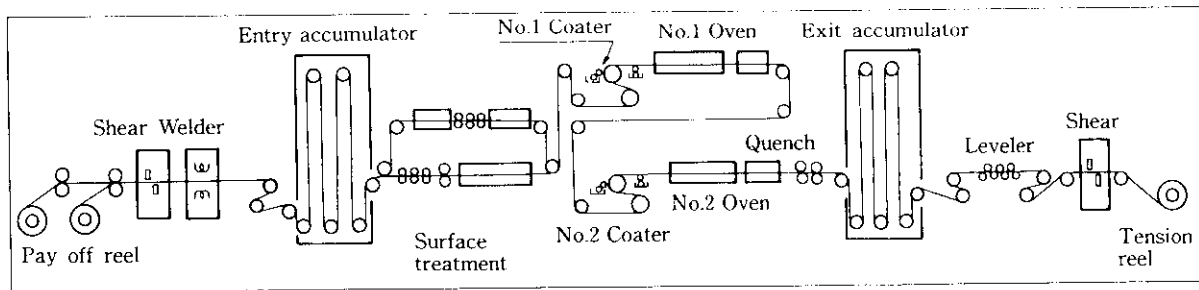 No.1 Coater
No.1 Oven
Entry accumulator
Exit accumulator
Shear Welder
Quench
Leveler
Shear
No.2 Oven
Pay off reel
Surface
treatment
No.2 Coater
Tension
reel